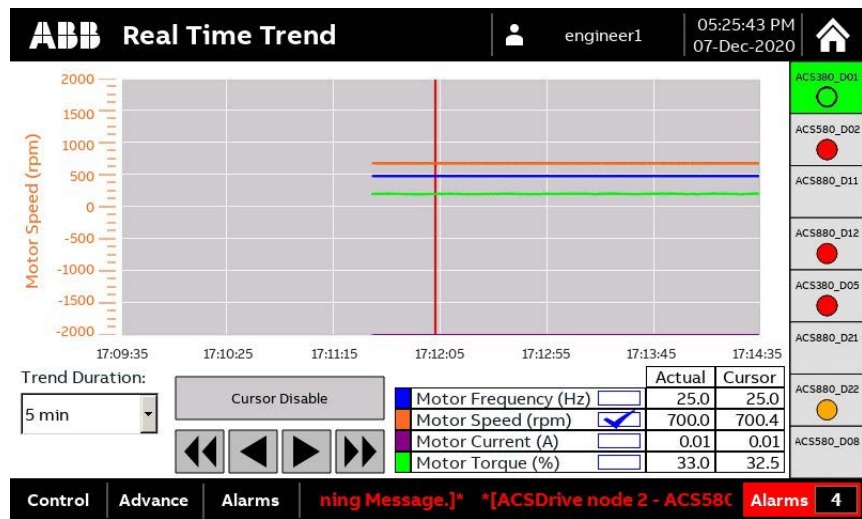 ABB Real Time Trend engineer1 05:25:43 PM
07-Dec-2020
2000
1500
1000
500
0
-500
-1000
-1500
-2000
Motor Speed (rpm)
17:09:35 17:10:25 17:11:15 17:12:05 17:12:55 17:13:45 17:14:35
ACS380_D01
ACS580_D02
ACS880_D11
ACS880_D12
ACS380_D05
ACS880_D21
ACS880_D22
ACS580_D08
Trend Duration:
5 min
Cursor Disable
Actual Cursor
Motor Frequency (Hz) 25.0 25.0
Motor Speed (rpm) 700.0 700.4
Motor Current (A) 0.01 0.01
Motor Torque (%) 33.0 32.5
Control Advance Alarms ning Message.]* *[ACSDrive node 2 - ACS58( Alarms 4